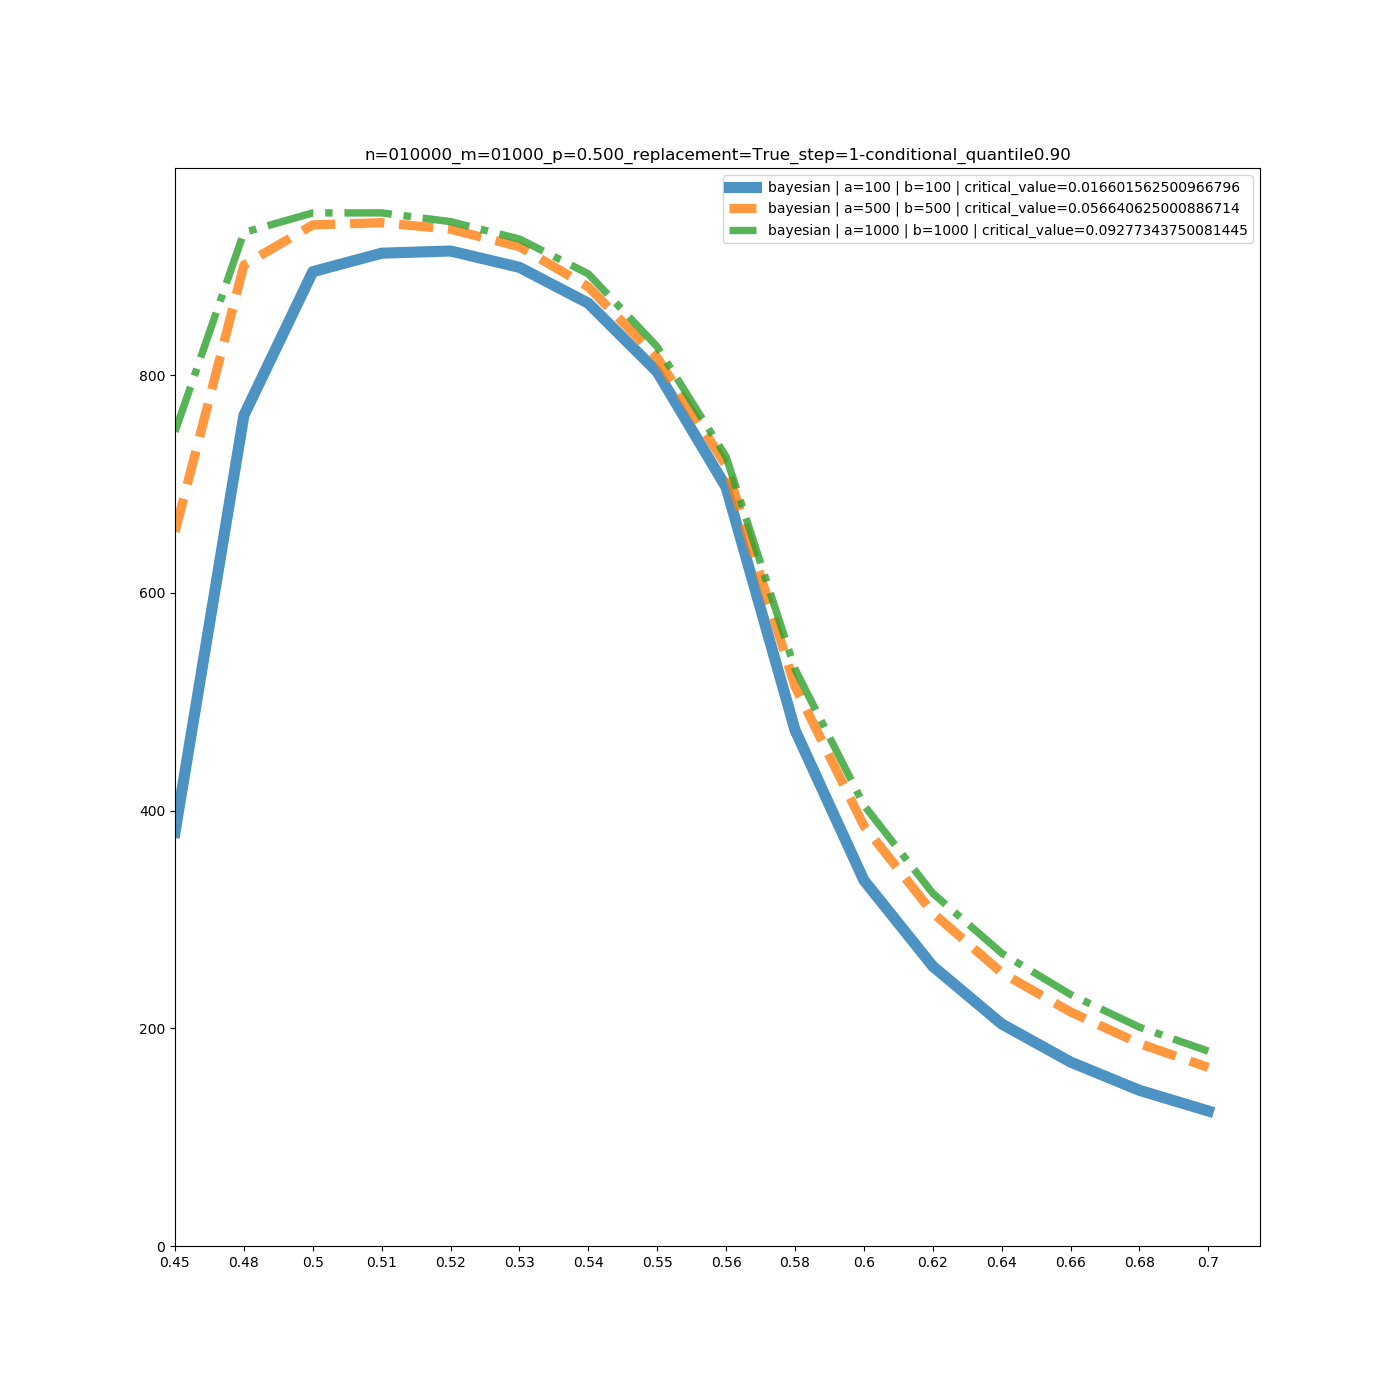 n=010000_m=01000_p=0.500_replacement=True_step=1-conditional_quantile0.90
bayesian | a=100 | b=100 | critical_value=0.016601562500966796
bayesian | a=500 | b=500 | critical_value=0.056640625000886714
bayesian | a=1000 | b=1000 | critical_value=0.09277343750081445
800
600
400
200
0
0.45 0.48 0.5 0.51 0.52 0.53 0.54 0.55 0.56 0.58 0.6 0.62 0.64 0.66 0.68 0.7